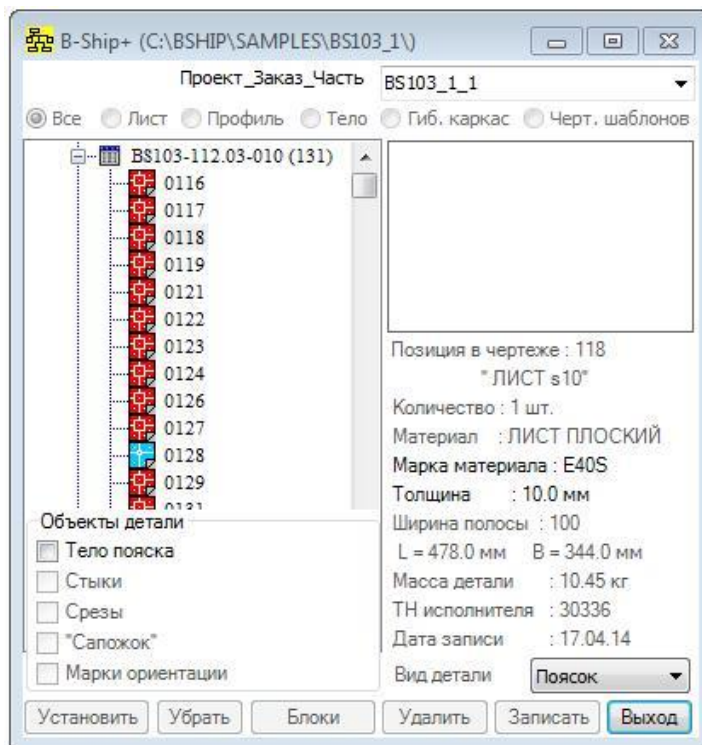 B-Ship+ (C:\BSHIP\SAMPLES\BS103_1\)
Проект_Заказ_Часть BS103_1_1
Все Лист Профиль Тело Гиб. каркас Черт. шаблонов
BS103-112.03-010 (131)
0116
0117
0118
0119
0121
0122
0123
0124
0126
0127
0128
0129
0131
Объекты детали
Тело пояска
Стыки
Срезы
"Сапожок"
Марки ориентации
Позиция в чертеже : 118
" ЛИСТ s10"
Количество : 1 шт.
Материал : ЛИСТ ПЛОСКИЙ
Марка материала : E40S
Толщина : 10.0 мм
Ширина полосы : 100
L = 478.0 мм B = 344.0 мм
Масса детали : 10.45 кг
ТН исполнителя : 30336
Дата записи : 17.04.14
Вид детали Поясок
Установить Убрать Блоки Удалить Записать Выход